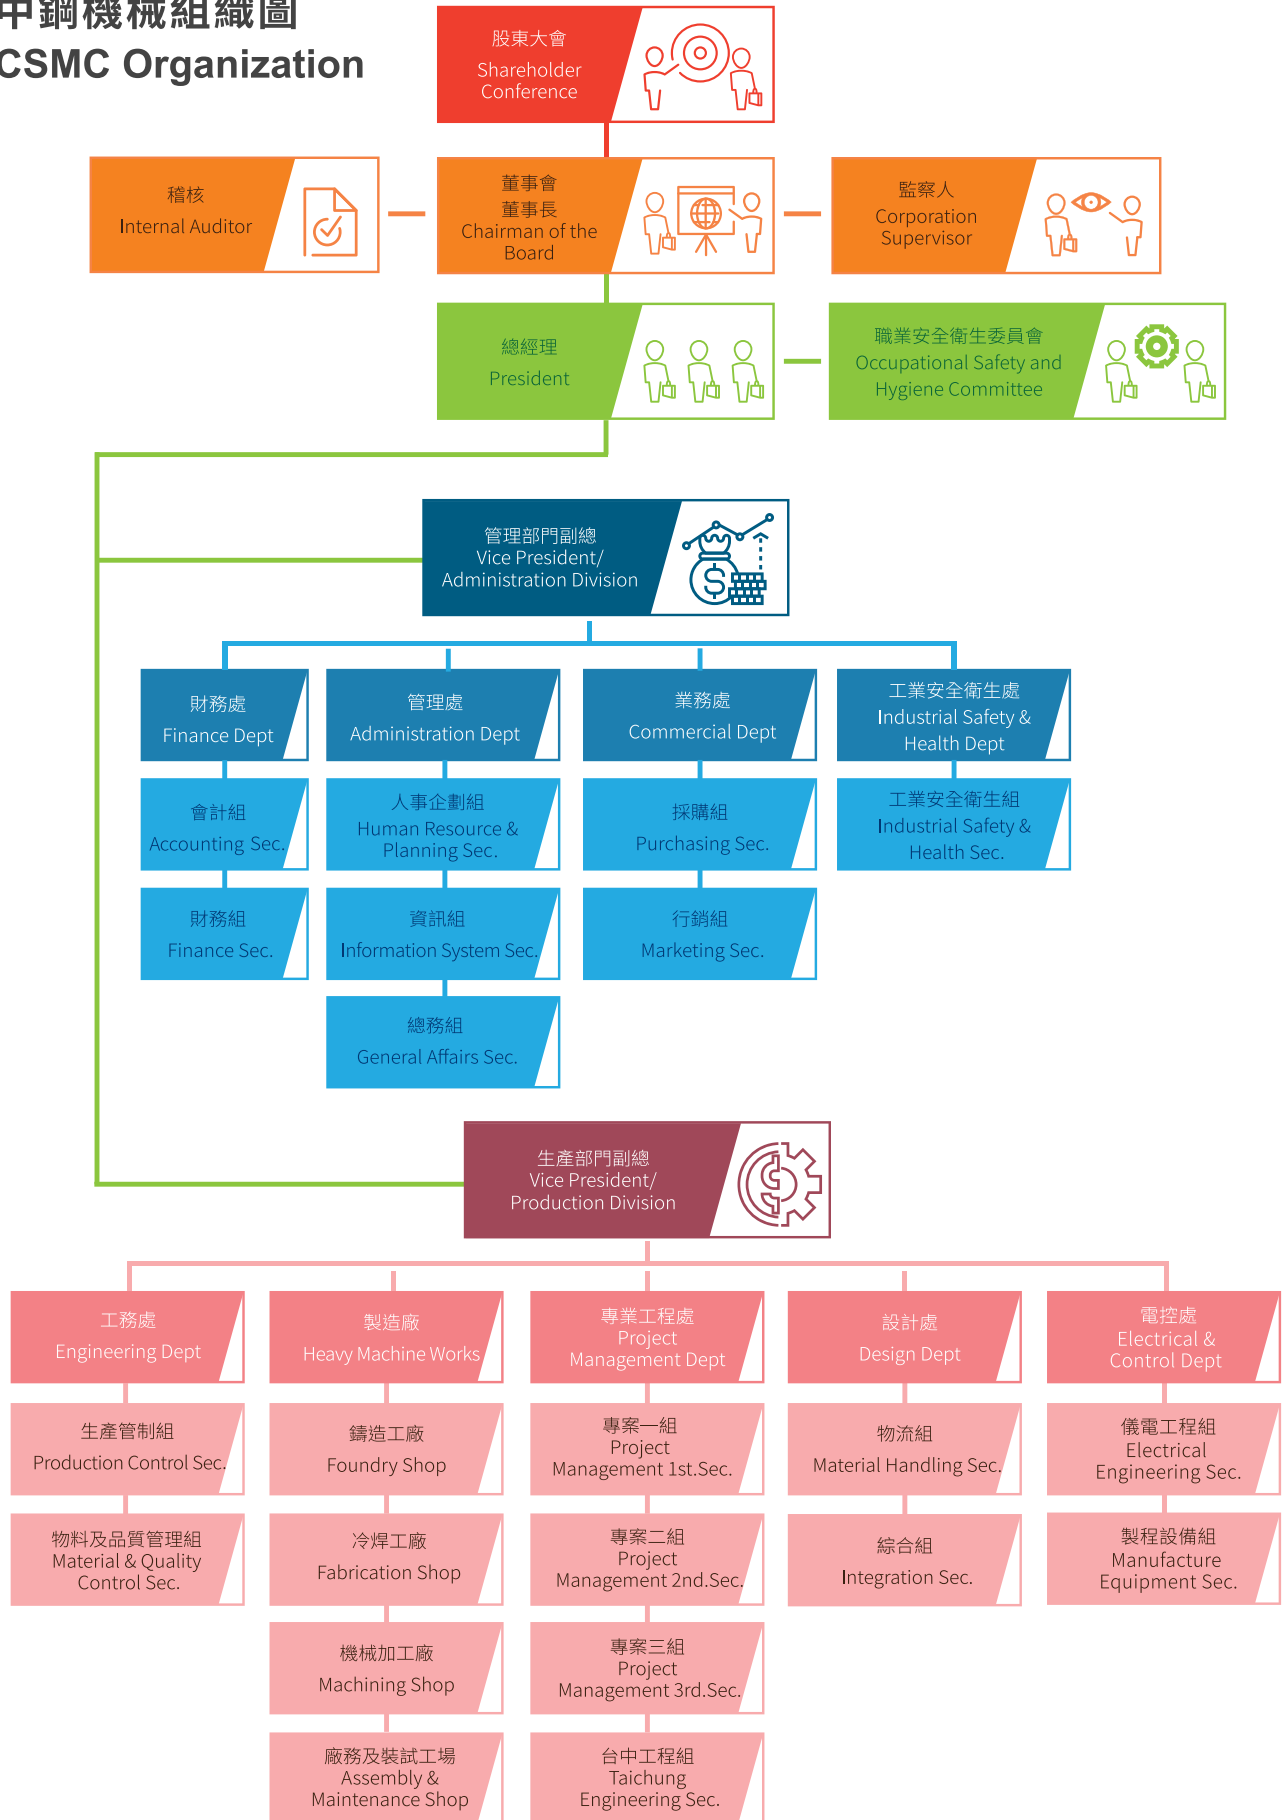 中鋼機械組織圖
CSMC Organization
股東大會
Shareholder
Conference
稽核
Internal Auditor
董事會
董事長
Chairman of the
Board
監察人
Corporation
Supervisor
總經理
President
職業安全衛生委員會
Occupational Safety and
Hygiene Committee
管理部門副總
Vice President/
Administration Division
財務處
Finance Dept
管理處
Administration Dept
業務處
Commercial Dept
工業安全衛生處
Industrial Safety &
Health Dept
會計組
Accounting Sec.
人事企劃組
Human Resource &
Planning Sec.
採購組
Purchasing Sec.
工業安全衛生組
Industrial Safety &
Health Sec.
財務組
Finance Sec.
資訊組
Information System Sec.
行銷組
Marketing Sec.
總務組
General Affairs Sec.
生產部門副總
Vice President/
Production Division
工務處
Engineering Dept
製造廠
Heavy Machine Works
專業工程處
Project
Management Dept
設計處
Design Dept
電控處
Electrical &
Control Dept
生產管制組
Production Control Sec.
鑄造工廠
Foundry Shop
專案一組
Project
Management 1st.Sec.
物流組
Material Handling Sec.
儀電工程組
Electrical
Engineering Sec.
物料及品質管理組
Material & Quality
Control Sec.
冷焊工廠
Fabrication Shop
專案二組
Project
Management 2nd.Sec.
綜合組
Integration Sec.
製程設備組
Manufacture
Equipment Sec.
機械加工廠
Machining Shop
專案三組
Project
Management 3rd.Sec.
廠務及裝試工場
Assembly &
Maintenance Shop
台中工程組
Taichung
Engineering Sec.